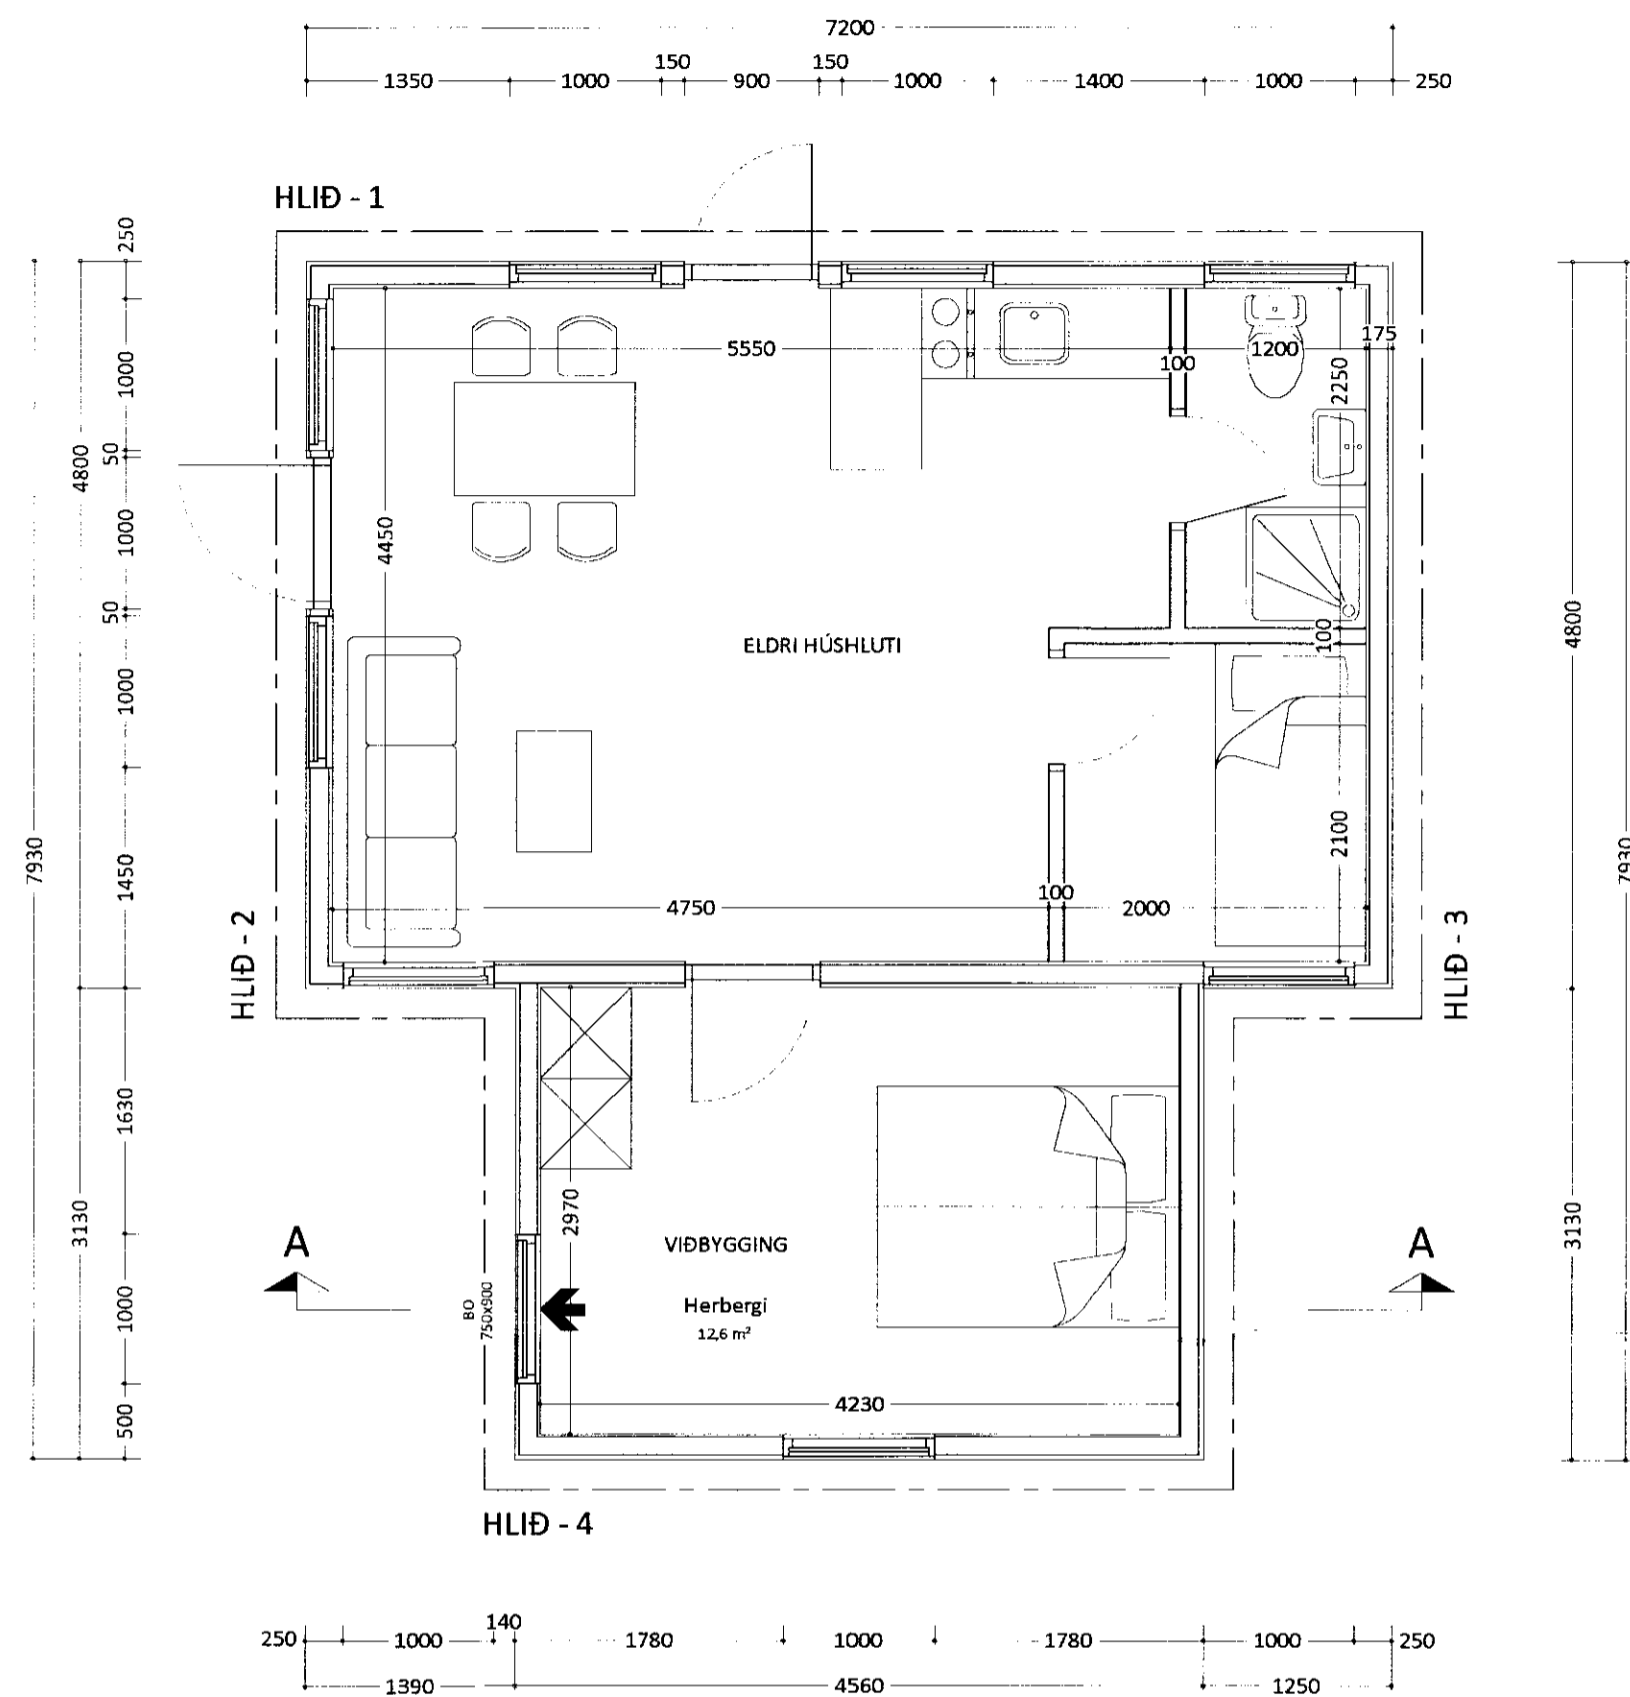 7200
150 150
1350 1000 900 1000 1400 1000 250
HLIÐ - 1
250
1000
50
4800
1000
50
1000
7930
1450
HLIÐ - 2
1630
3130
1000
500
5550
100
1200
175
2250
4450
ELDRI HÚSHLUTI
100
2100
4750
100
2000
HLIÐ - 3
4800
7930
3130
A
A
BO
750x900
2970
VIÐBYGGING
Herbergi
12,6 m²
4230
HLIÐ - 4
140
250 1000 1780 1000 1780 1000 250
1390 4560 1250